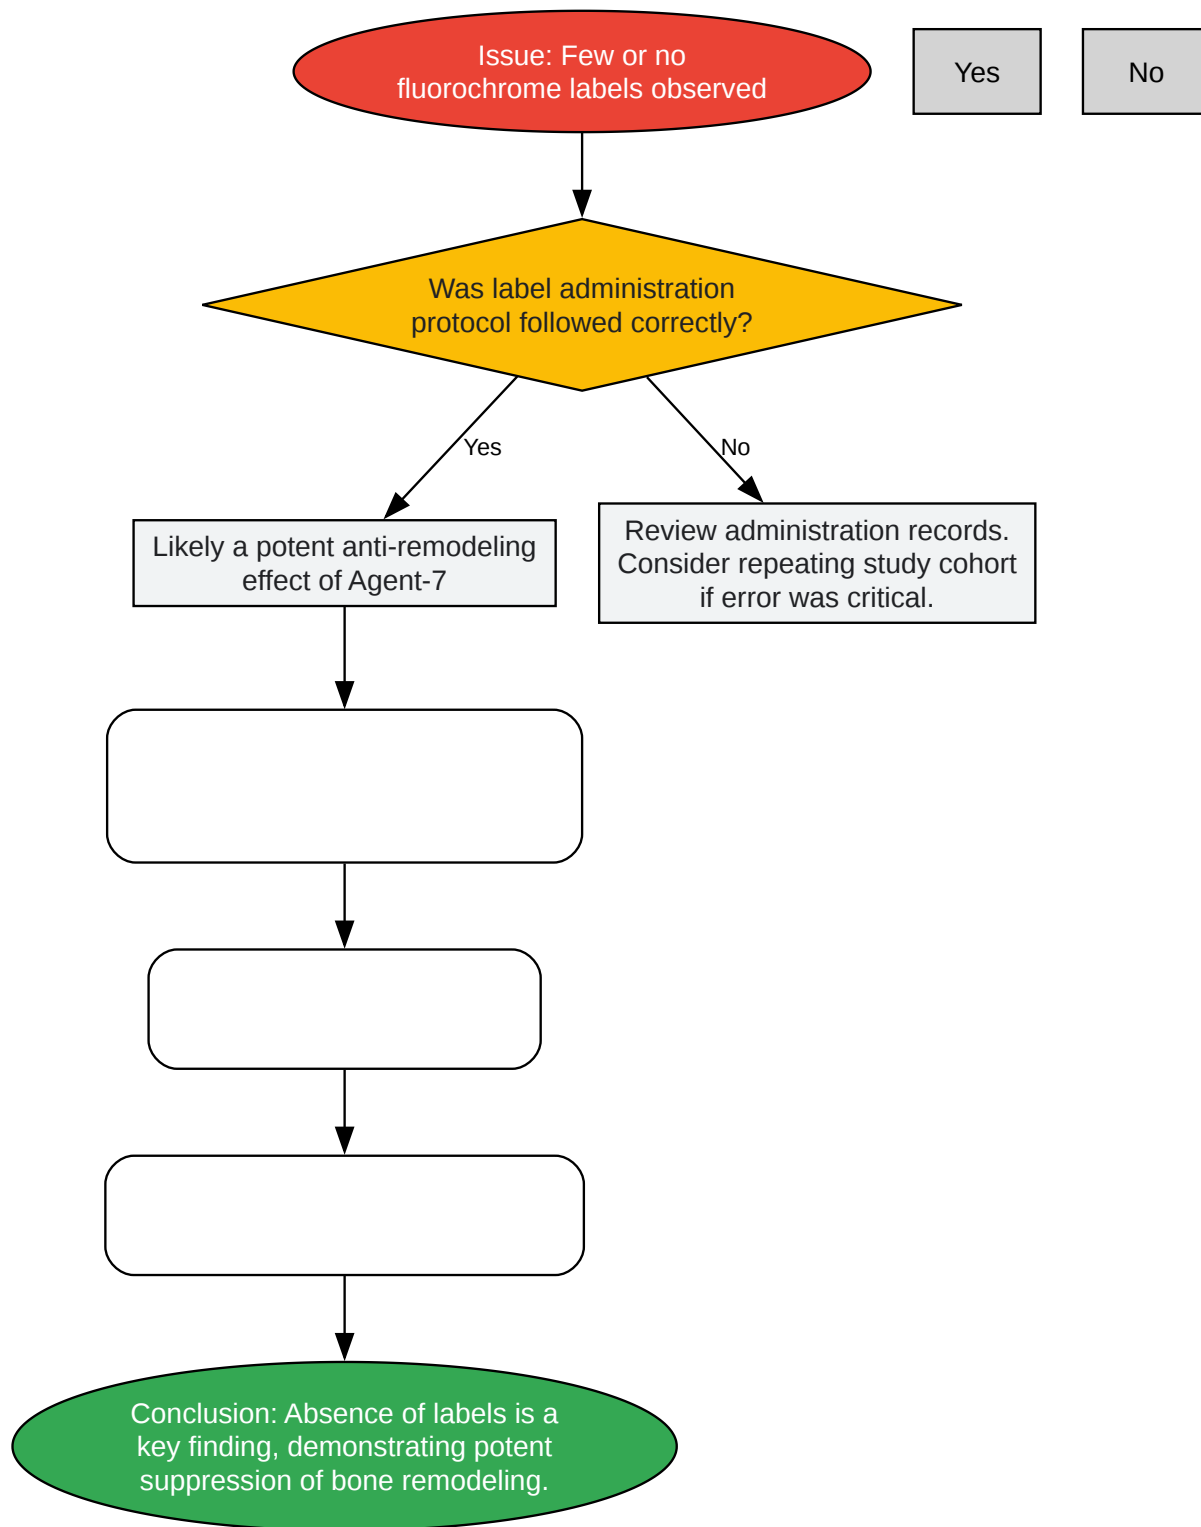 Issue: Few or no
fluorochrome labels observed
Yes
No
Was label administration
protocol followed correctly?
Yes
No
Likely a potent anti-remodeling
effect of Agent-7
Review administration records.
Consider repeating study cohort
if error was critical.
Conclusion: Absence of labels is a
key finding, demonstrating potent
suppression of bone remodeling.